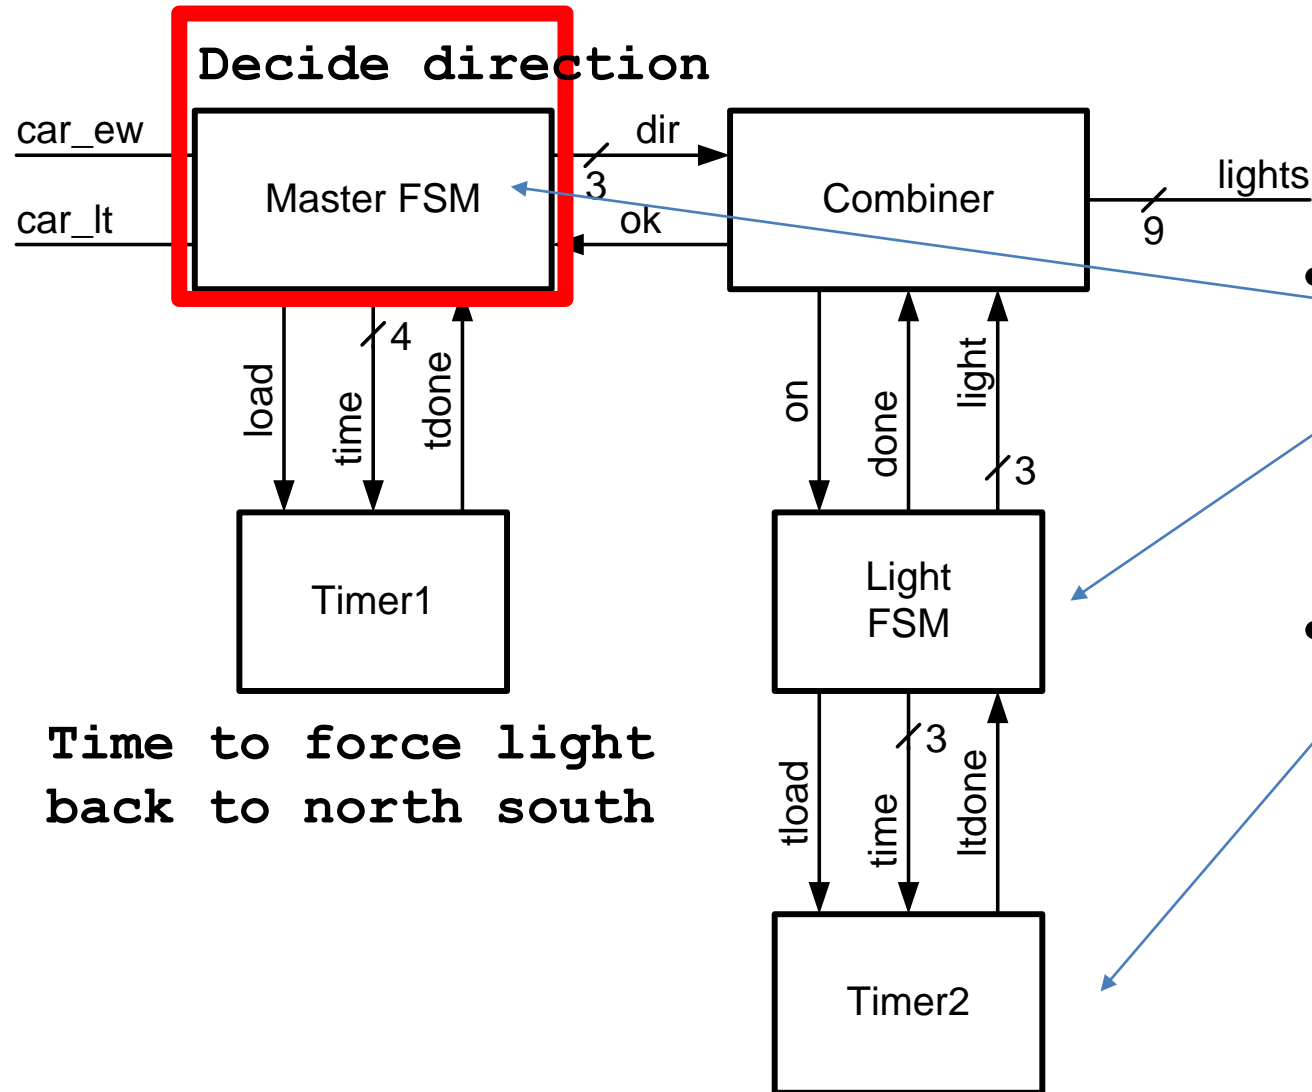 Decide direction
car_ew
dir
Master FSM
3
Combiner
lights
car_lt
ok
9
load
time
4
tdone
on
done
light
3
Timer1
Light
FSM
Time to force light
back to north south
tload
time
3
ltdone
Timer2